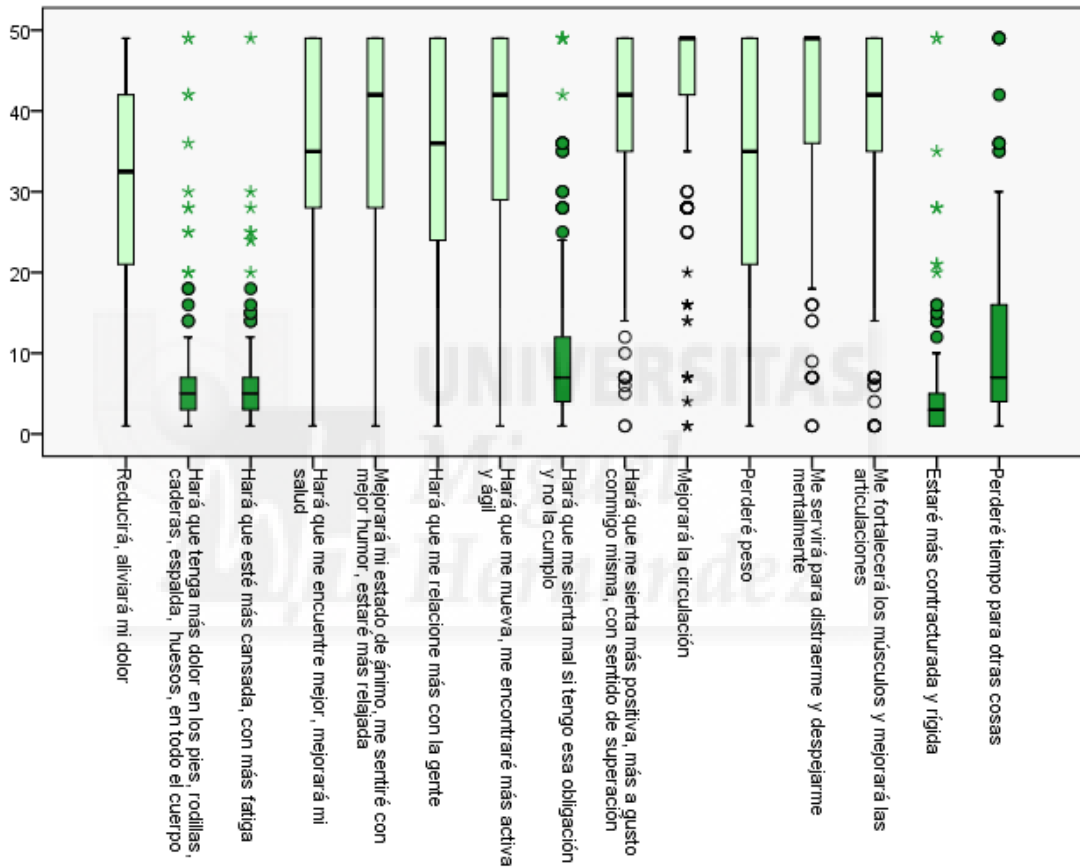 50
40
30
20
10
0
UNIVERSITAS
Miguel
Hernández
Reducirá, aliviará mi dolor
Hará que tenga más dolor en los pies, rodillas,
caderas, espalda, huesos, en todo el cuerpo
Hará que esté más cansada, con más fatiga
Hará que me encuentre mejor, mejorará mi
salud
Mejorará mi estado de ánimo, me sentiré con
mejor humor, estaré más relajada
Hará que me relacione más con la gente
Hará que me mueva, me encontraré más activa
y ágil
Hará que me sienta mal si tengo esa obligación
y no la cumplo
Hará que me sienta más positiva, más a gusto
conmigo misma, con sentido de superación
Mejorará la circulación
Perderé peso
Me servirá para distraerme y despejarme
mentalmente
Me fortalecerá los músculos y mejorará las
articulaciones
Estaré más contracturada y rígida
Perderé tiempo para otras cosas